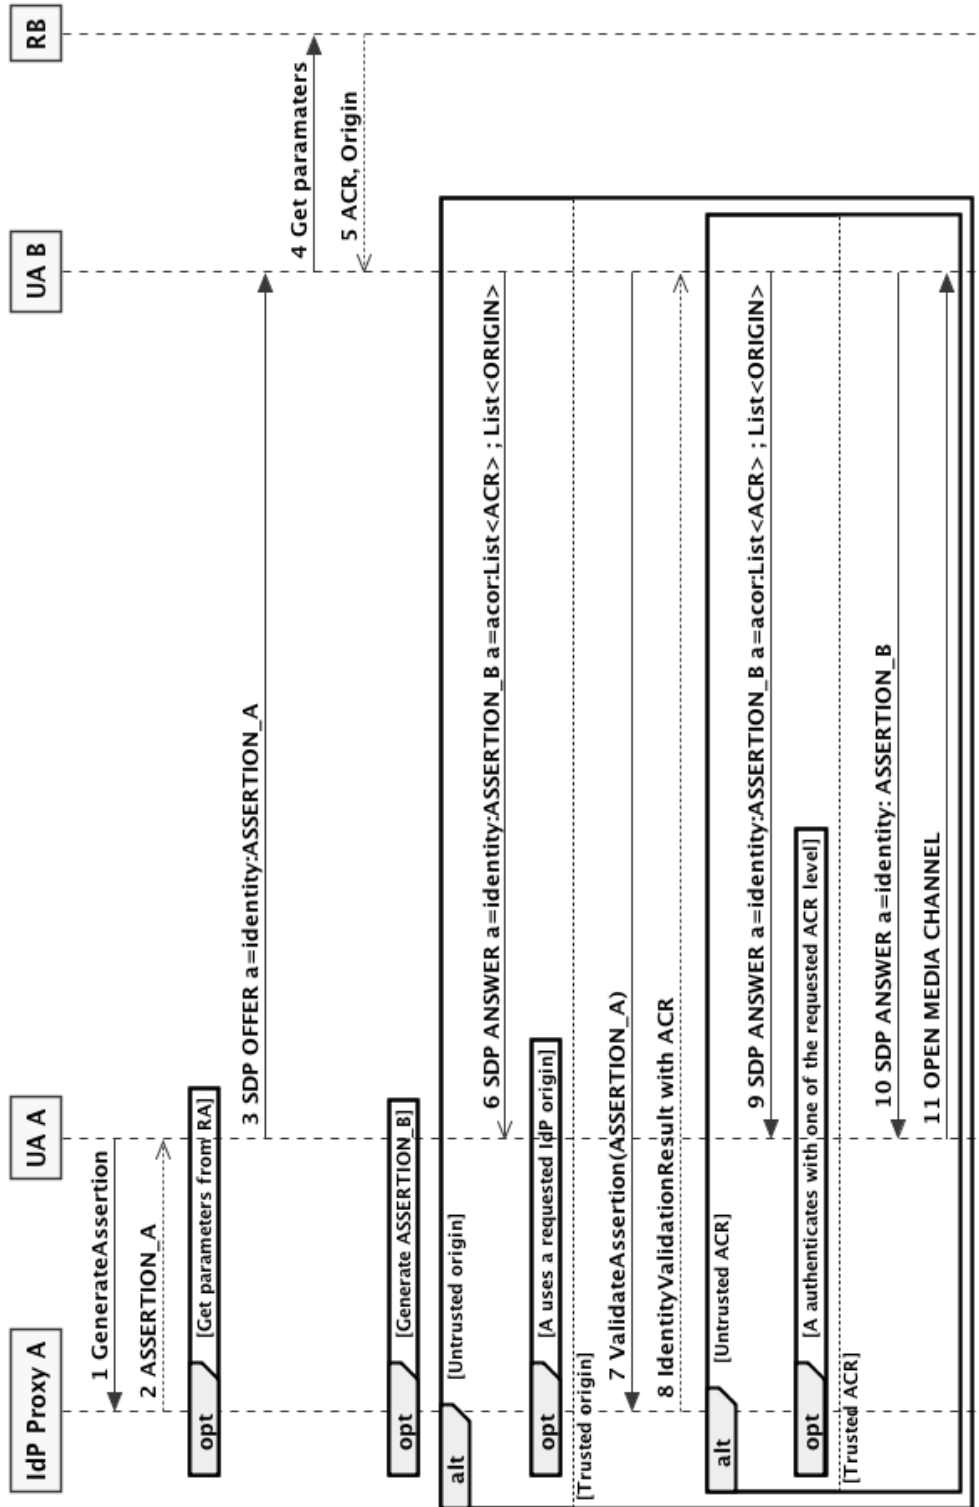 IdP Proxy A
UA A
UA B
RB
1 GenerateAssertion
2 ASSERTION_A
opt
[Get parameters from RA]
3 SDP OFFER a=identity:ASSERTION_A
4 Get paramaters
5 ACR, Origin
opt
[Generate ASSERTION_B]
alt
[Untrusted origin]
6 SDP ANSWER a=identity:ASSERTION_B a=acor:List<ACR> ; List<ORIGIN>
opt
[A uses a requested IdP origin]
[Trusted origin]
7 ValidateAssertion(ASSERTION_A)
8 IdentityValidationResult with ACR
alt
[Untrusted ACR]
9 SDP ANSWER a=identity:ASSERTION_B a=acor:List<ACR> ; List<ORIGIN>
opt
[A authenticates with one of the requested ACR level]
[Trusted ACR]
10 SDP ANSWER a=identity: ASSERTION_B
11 OPEN MEDIA CHANNEL